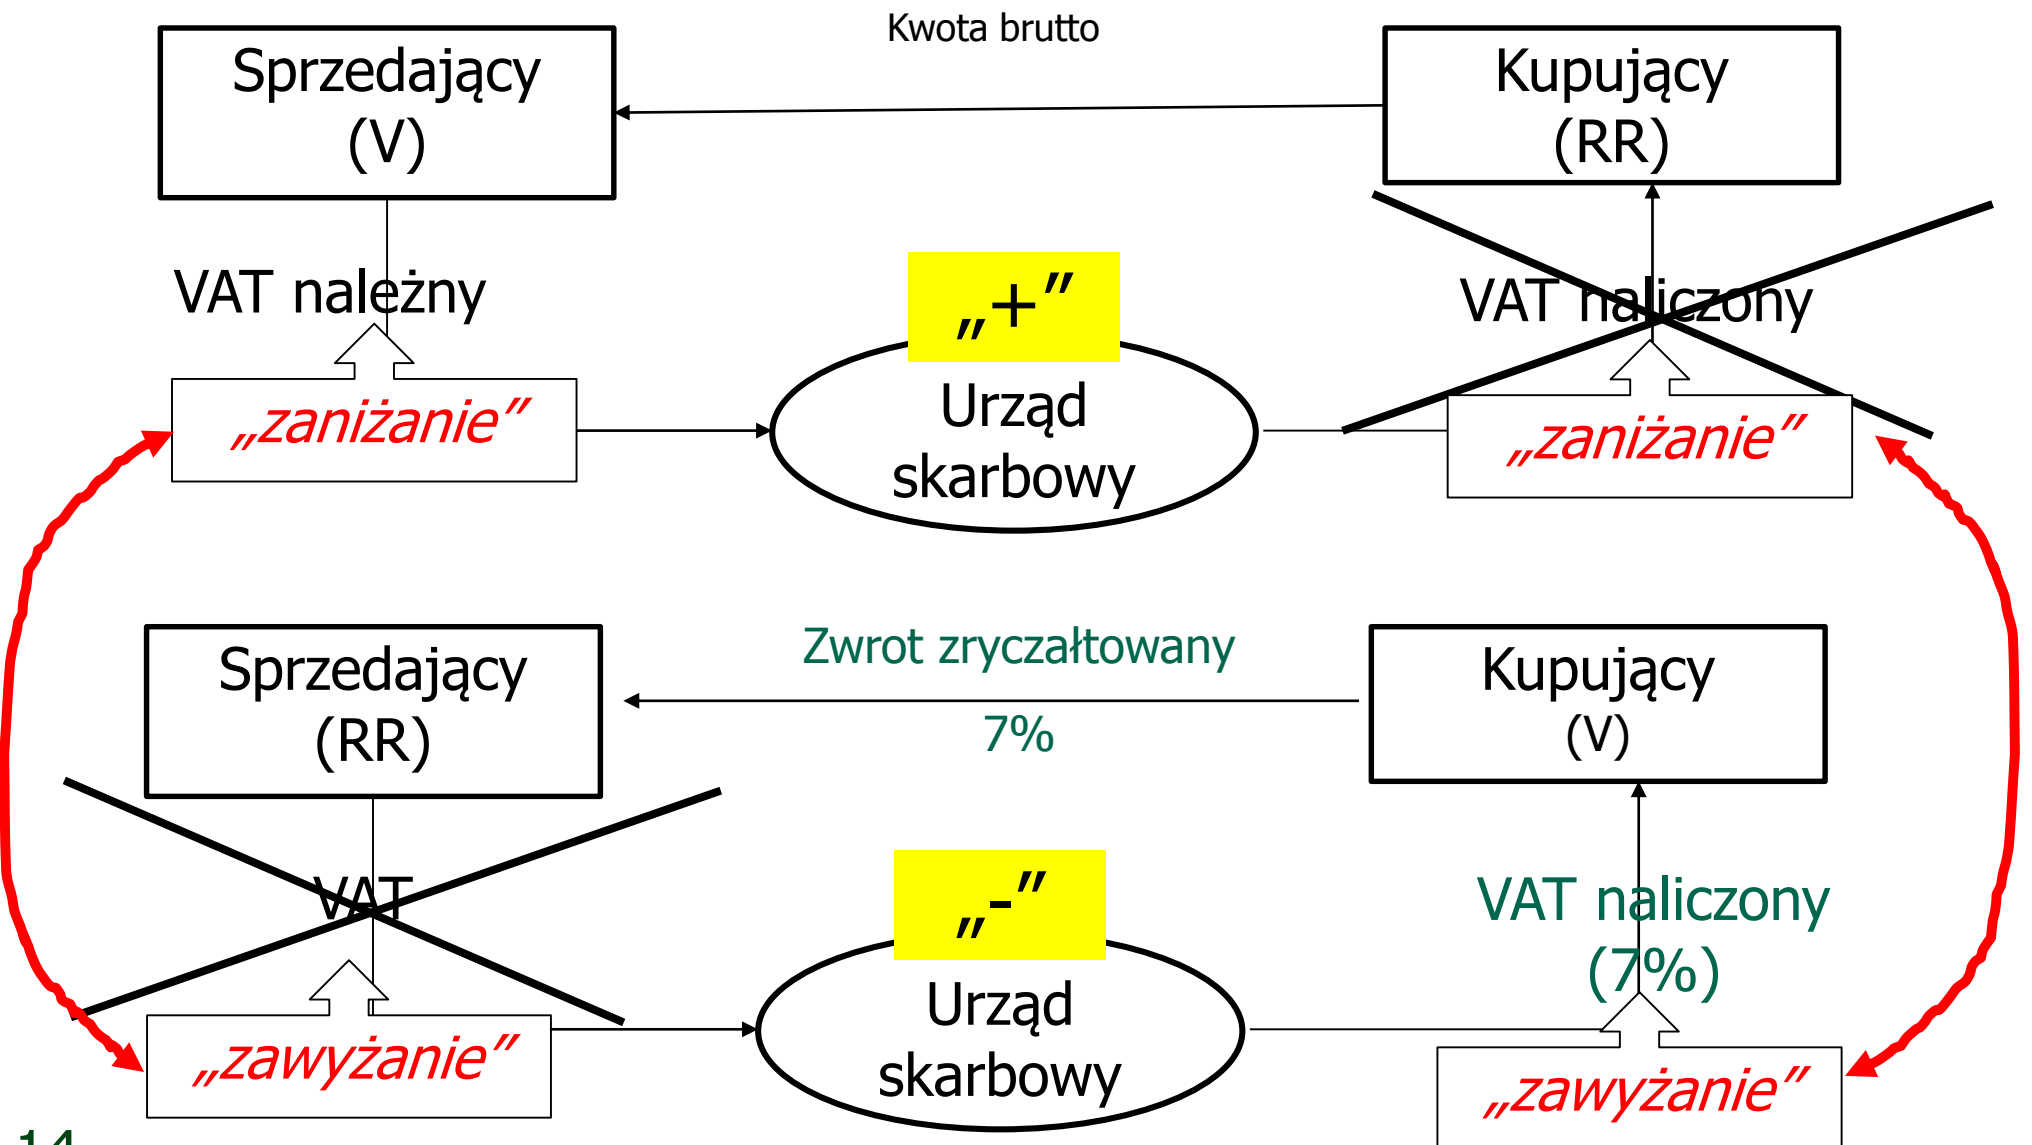 Kwota brutto
Sprzedający
(V)
Kupujący
(RR)
VAT należny
„+”
VAT naliczony
„zaniżanie”
Urząd
skarbowy
„zaniżanie”
Sprzedający
(RR)
Zwrot zryczałtowany
7%
Kupujący
(V)
VAT
„-”
VAT naliczony
(7%)
„zawyżanie”
Urząd
skarbowy
„zawyżanie”
14